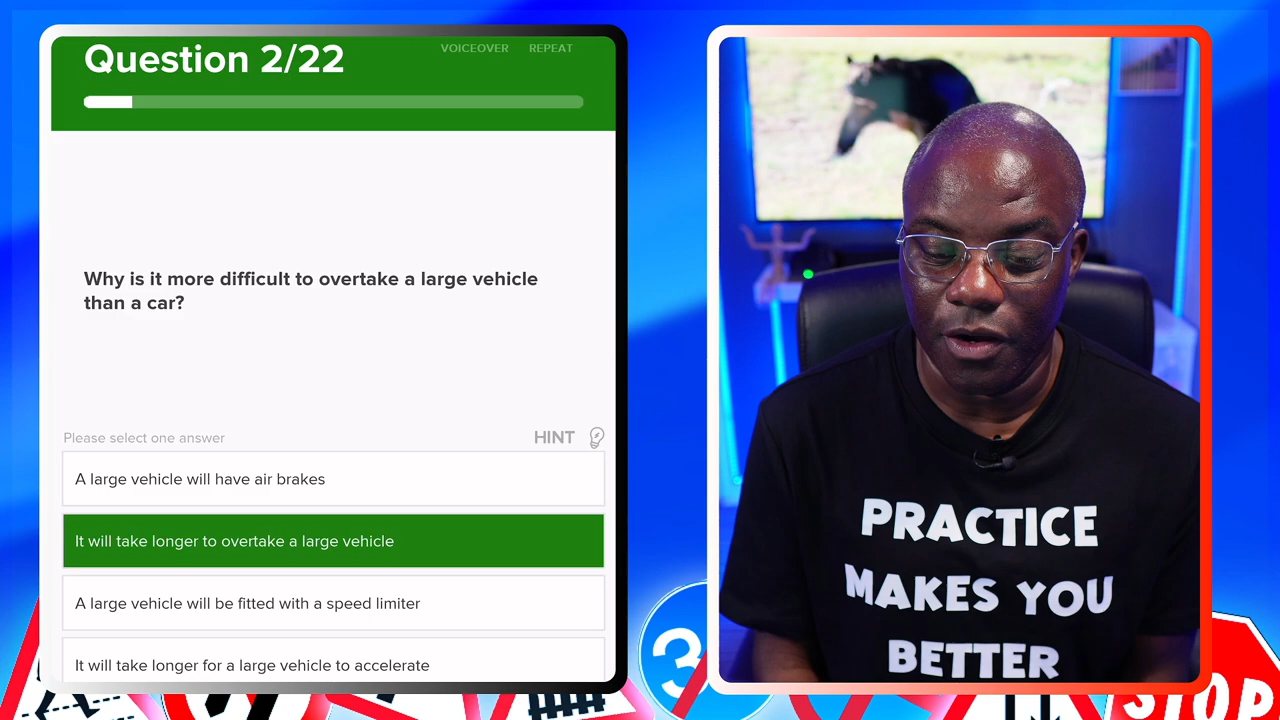 Question 2/22
VOICEOVER REPEAT
Why is it more difficult to overtake a large vehicle
than a car?
Please select one answer
HINT
A large vehicle will have air brakes
It will take longer to overtake a large vehicle
A large vehicle will be fitted with a speed limiter
It will take longer for a large vehicle to accelerate
PRACTICE
MAKES YOU
BETTER
3
STOP